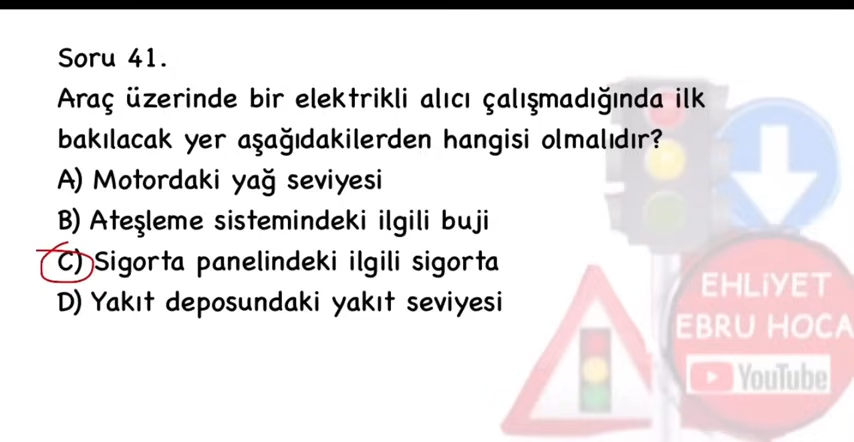 Soru 41.
Araç üzerinde bir elektrikli alıcı çalışmadığında ilk
bakılacak yer aşağıdakilerden hangisi olmalıdır?
A) Motordaki yağ seviyesi
B) Ateşleme sistemindeki ilgili buji
C) Sigorta panelindeki ilgili sigorta
D) Yakıt deposundaki yakıt seviyesi
EHLİYET
EBRU HOCA
YouTube